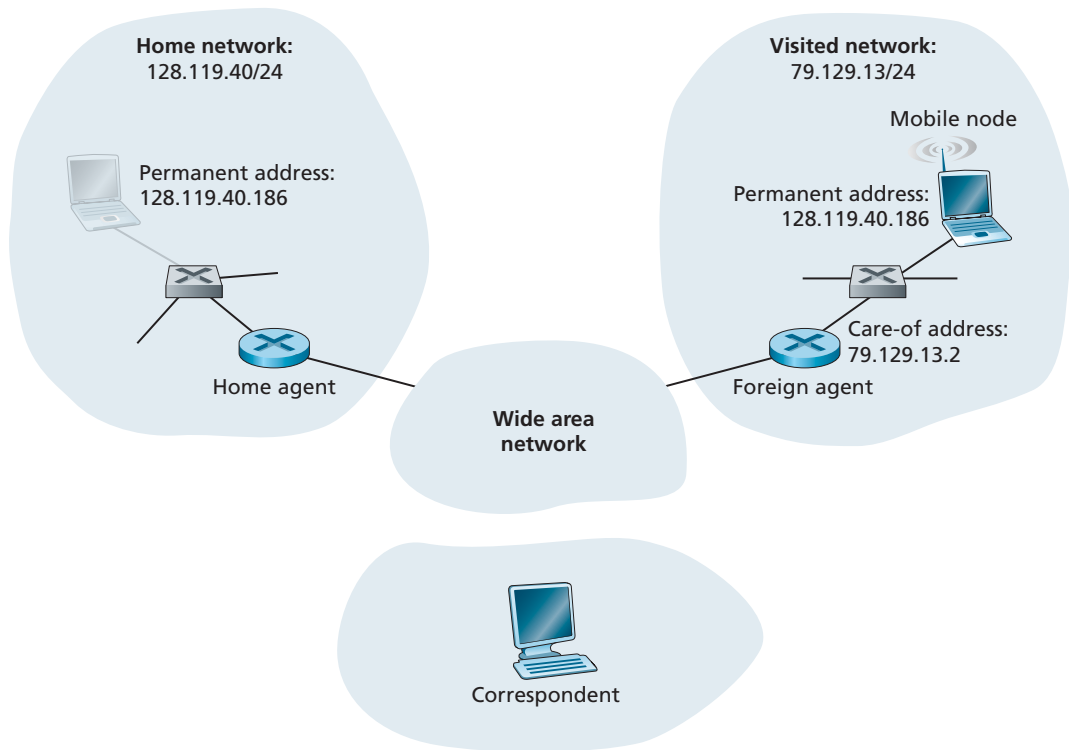 Home network:
128.119.40/24
Visited network:
79.129.13/24
Mobile node
Permanent address:
128.119.40.186
Permanent address:
128.119.40.186
Care-of address:
79.129.13.2
Home agent
Foreign agent
Wide area
network
Correspondent